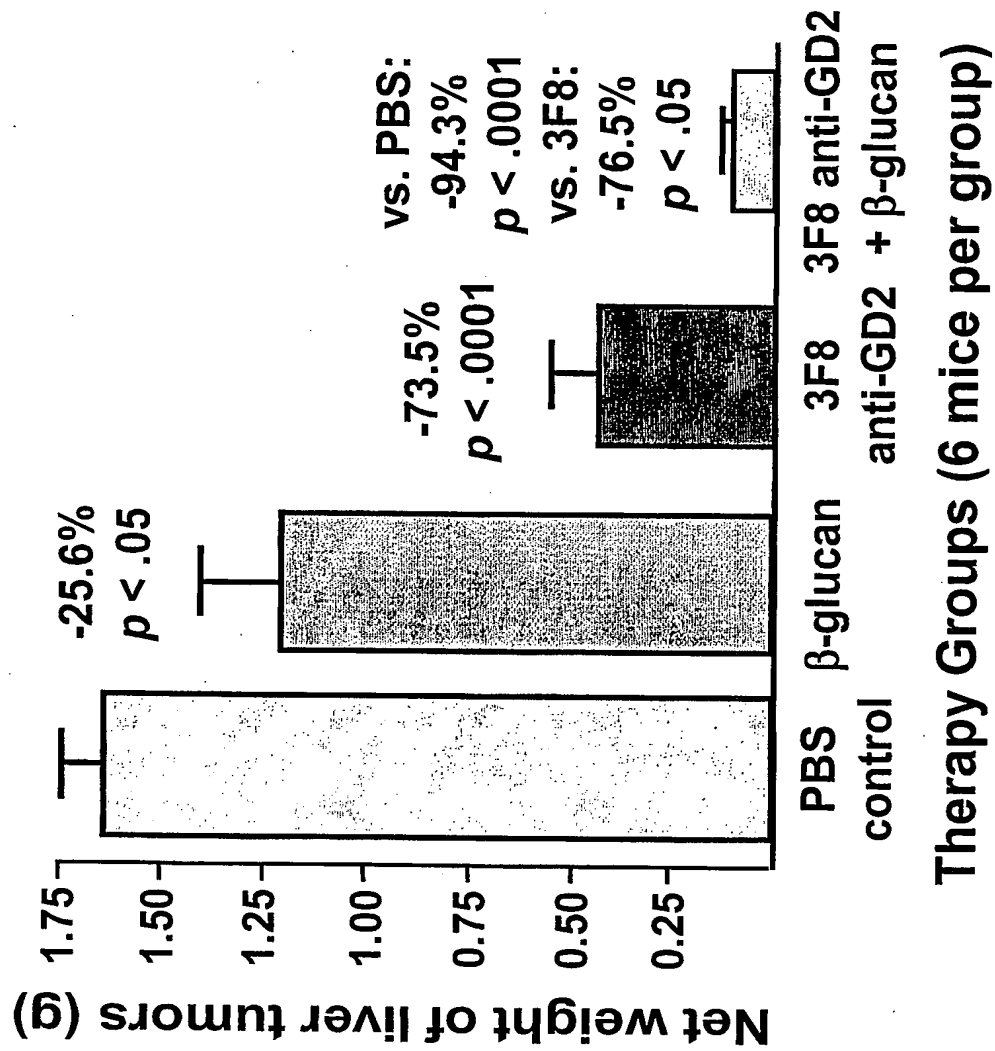 Net weight of liver tumors (g)
1.75
1.50
1.25
1.00
0.75
0.50
0.25
-25.6%
p < .05
-73.5%
p < .0001
vs. PBS:
-94.3%
p < .0001
vs. 3F8:
-76.5%
p < .05
PBS
control
β-glucan
3F8
anti-GD2
3F8 anti-GD2
+ β-glucan
Therapy Groups (6 mice per group)